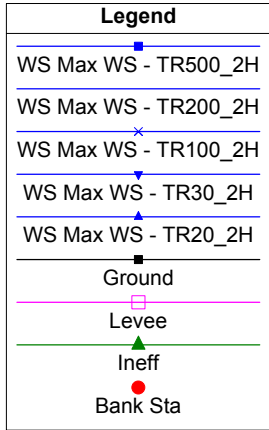 Legend
WS Max WS - TR500_2H
WS Max WS - TR200_2H
WS Max WS - TR100_2H
WS Max WS - TR30_2H
WS Max WS - TR20_2H
Ground
Levee
Ineff
Bank Sta